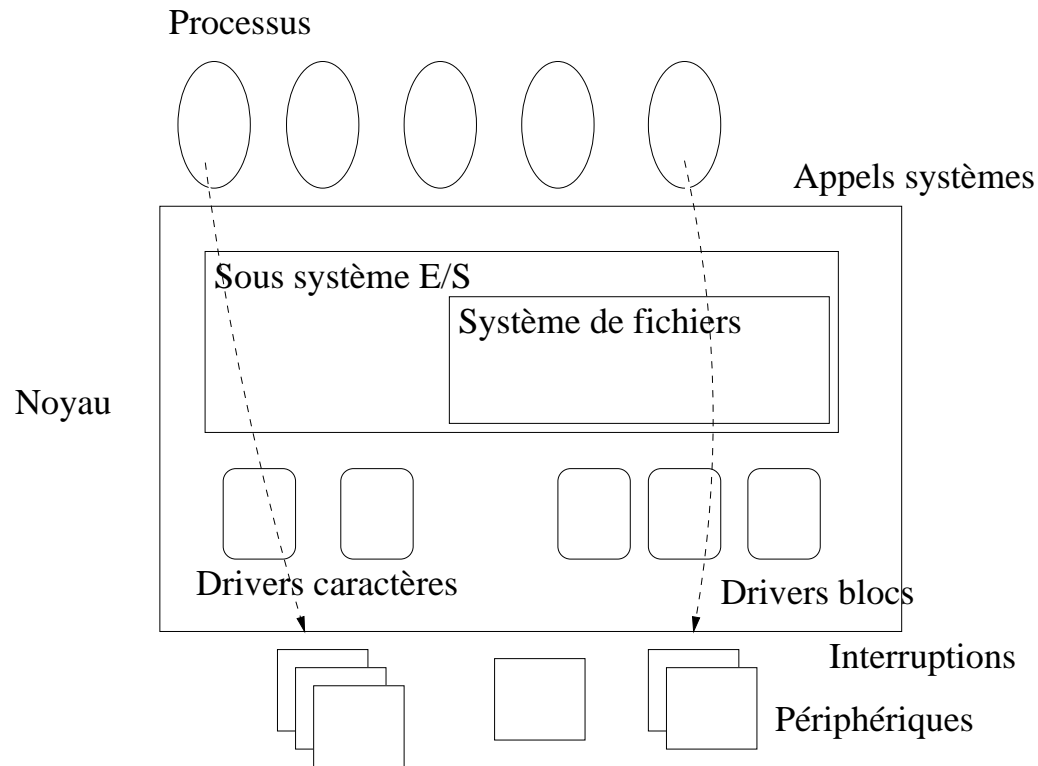 Processus
Appels systèmes
Sous système E/S
Système de fichiers
Noyau
Drivers caractères
Drivers blocs
Interruptions
Périphériques